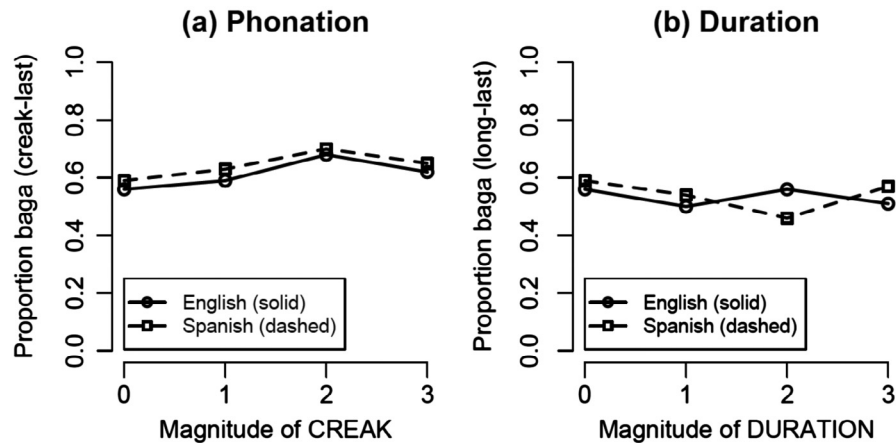 (a) Phonation
Proportion baga (creak-last)
1.0
0.8
0.6
0.4
0.2
0.0
English (solid)
Spanish (dashed)
0 1 2 3
Magnitude of CREAK
(b) Duration
Proportion baga (long-last)
1.0
0.8
0.6
0.4
0.2
0.0
English (solid)
Spanish (dashed)
0 1 2 3
Magnitude of DURATION